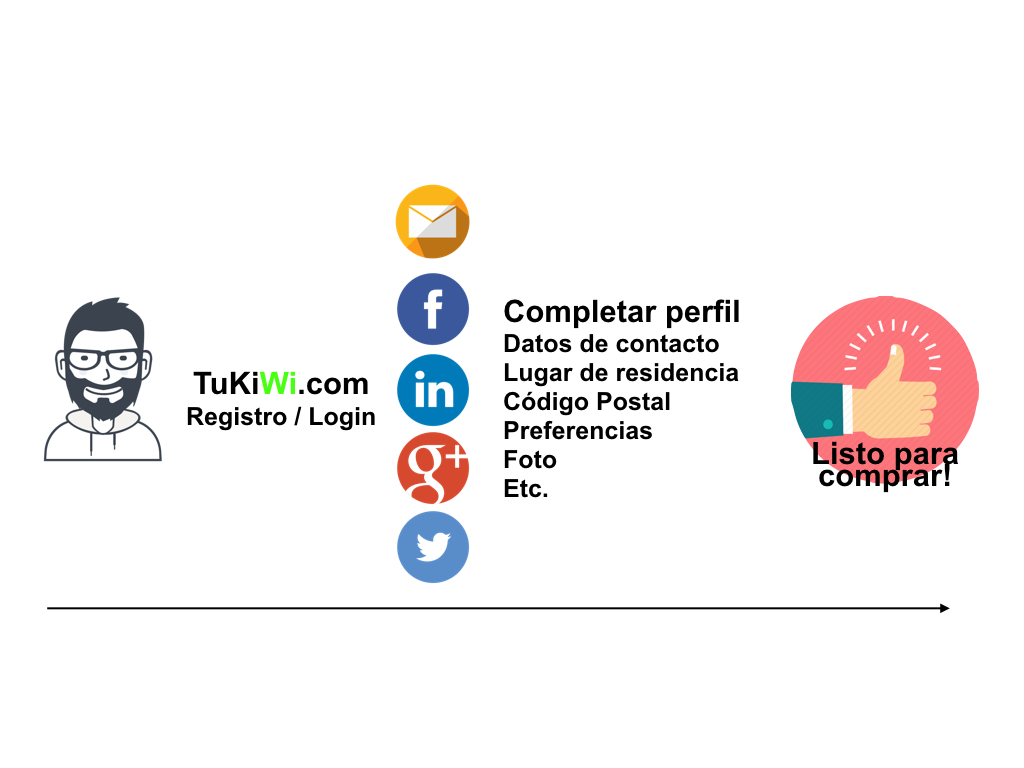 TuKiWi.com
Registro / Login
f
in
g+
Completar perfil
Datos de contacto
Lugar de residencia
Código Postal
Preferencias
Foto
Etc.
Listo para
comprar!